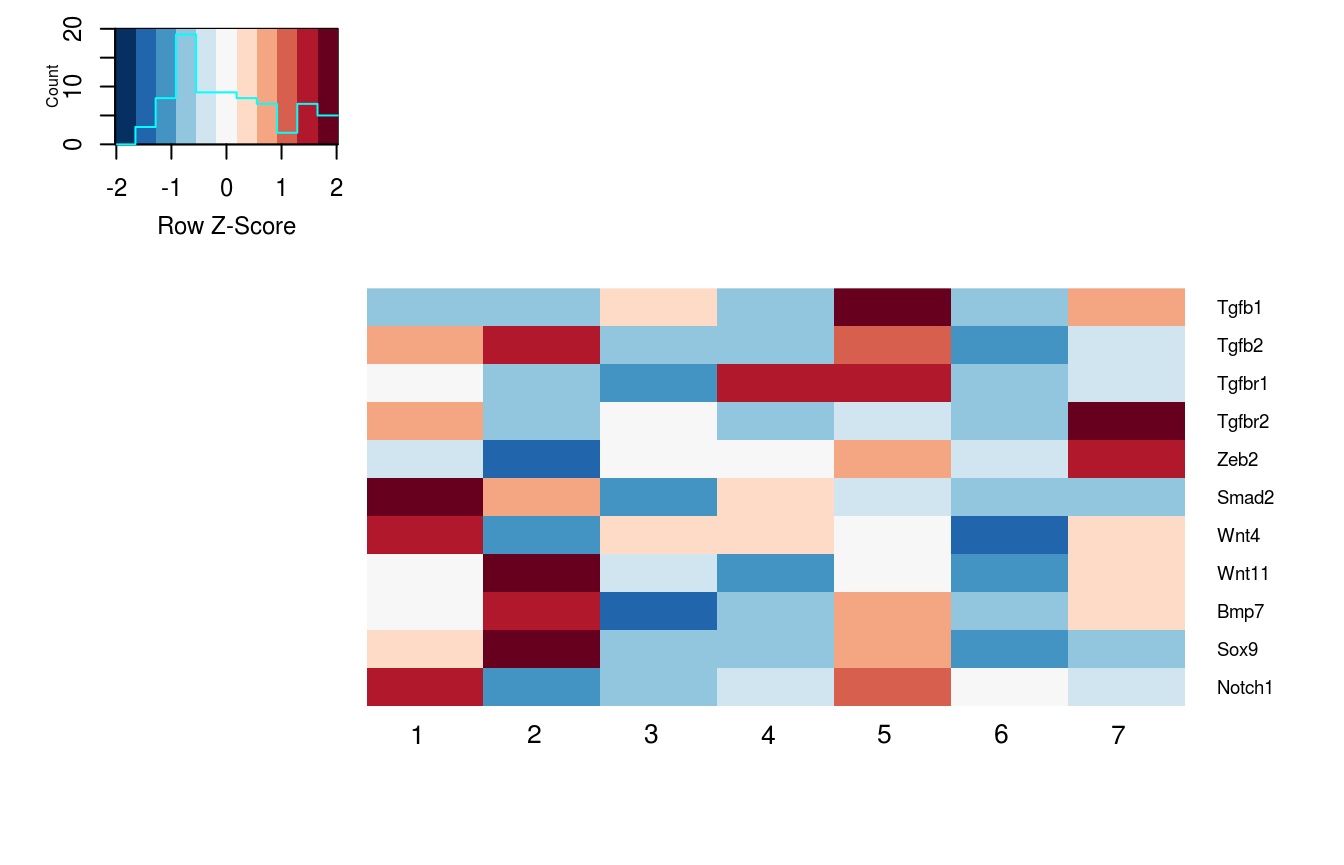 Count
0 10 20
-2 -1 0 1 2
Row Z-Score
Tgfb1
Tgfb2
Tgfbr1
Tgfbr2
Zeb2
Smad2
Wnt4
Wnt11
Bmp7
Sox9
Notch1
1 2 3 4 5 6 7